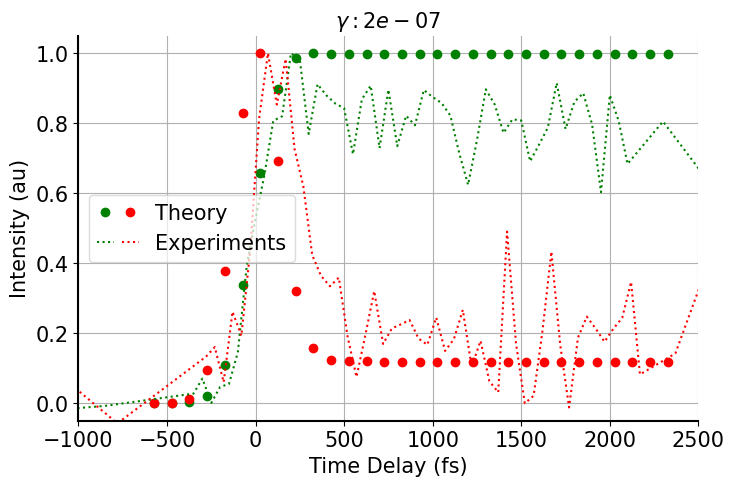 γ : 2e − 07
Intensity (au)
1.0
0.8
0.6
0.4
0.2
0.0
Theory
Experiments
−1000 −500 0 500 1000 1500 2000 2500
Time Delay (fs)